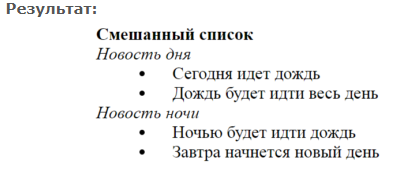 Результат:
Смешанный список
Новость дня
• Сегодня идет дождь
• Дождь будет идти весь день
Новость ночи
• Ночью будет идти дождь
• Завтра начнется новый день